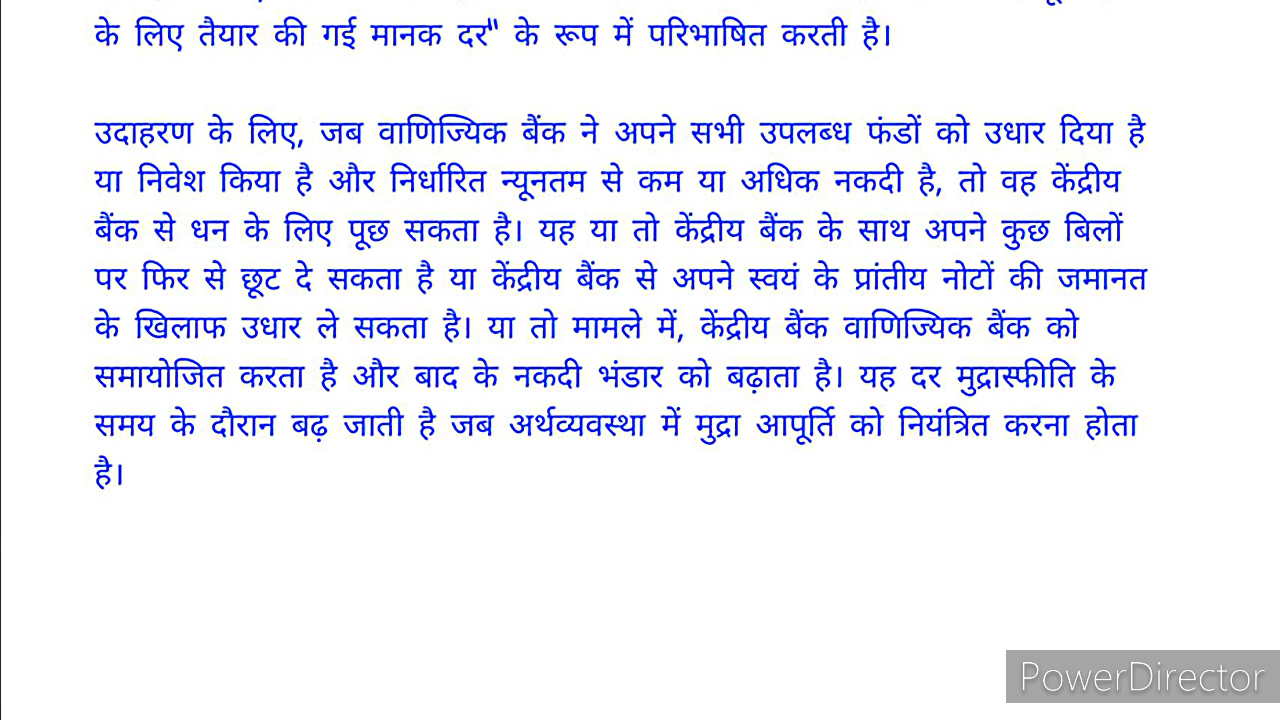 के लिए तैयार की गई मानक दर" के रूप में परिभाषित करती है।
उदाहरण के लिए, जब वाणिज्यिक बैंक ने अपने सभी उपलब्ध फंडों को उधार दिया है
या निवेश किया है और निर्धारित न्यूनतम से कम या अधिक नकदी है, तो वह केंद्रीय
बैंक से धन के लिए पूछ सकता है। यह या तो केंद्रीय बैंक के साथ अपने कुछ बिलों
पर फिर से छूट दे सकता है या केंद्रीय बैंक से अपने स्वयं के प्रांतीय नोटों की जमानत
के खिलाफ उधार ले सकता है। या तो मामले में, केंद्रीय बैंक वाणिज्यिक बैंक को
समायोजित करता है और बाद के नकदी भंडार को बढ़ाता है। यह दर मुद्रास्फीति के
समय के दौरान बढ़ जाती है जब अर्थव्यवस्था में मुद्रा आपूर्ति को नियंत्रित करना होता
है।
PowerDirector